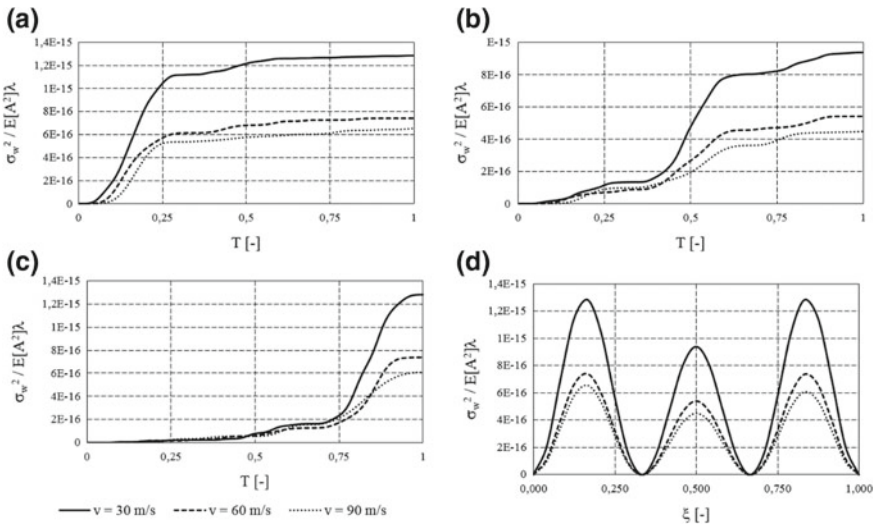 (a)
1,4E-15
1,2E-15
1E-15
8E-16
6E-16
4E-16
2E-16
0
σw² / E[A²]λ
0
0,25
0,5
0,75
1
T [-]
(b)
E-15
8E-16
6E-16
4E-16
2E-16
0
σw² / E[A²]λ
0
0,25
0,5
0,75
1
T [-]
(c)
1,4E-15
1,2E-15
1E-15
8E-16
6E-16
4E-16
2E-16
0
σw² / E[A²]λ
0
0,25
0,5
0,75
1
T [-]
v = 30 m/s
v = 60 m/s
v = 90 m/s
(d)
1,4E-15
1,2E-15
1E-15
8E-16
6E-16
4E-16
2E-16
0
σw² / E[A²]λ
0,000
0,250
0,500
0,750
1,000
ξ [-]